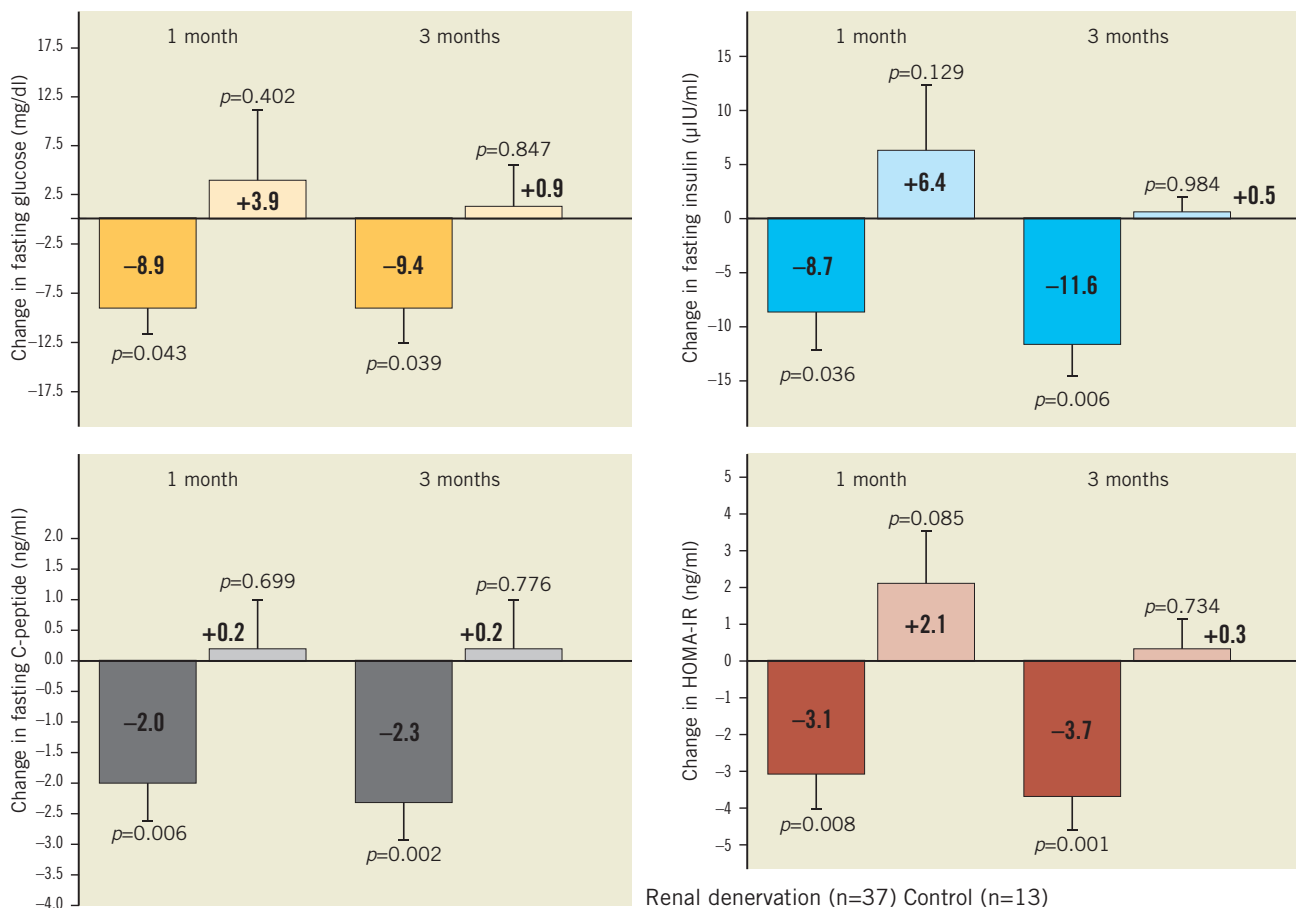 Change in fasting glucose (mg/dl)
17.5
12.5
7.5
2.5
–2.5
–7.5
–12.5
–17.5
1 month
3 months
p=0.402
+3.9
–8.9
p=0.043
p=0.847
+0.9
–9.4
p=0.039
Change in fasting insulin (µIU/ml)
15
10
5
0
–5
–10
–15
1 month
3 months
p=0.129
+6.4
–8.7
p=0.036
p=0.984
+0.5
–11.6
p=0.006
Change in fasting C-peptide (ng/ml)
2.0
1.5
1.0
0.5
0.0
–0.5
–1.0
–1.5
–2.0
–2.5
–3.0
–3.5
–4.0
1 month
3 months
p=0.699
+0.2
–2.0
p=0.006
p=0.776
+0.2
–2.3
p=0.002
Change in HOMA-IR (ng/ml)
5
4
3
2
1
0
–1
–2
–3
–4
–5
1 month
3 months
p=0.085
+2.1
–3.1
p=0.008
p=0.734
+0.3
–3.7
p=0.001
Renal denervation (n=37) Control (n=13)